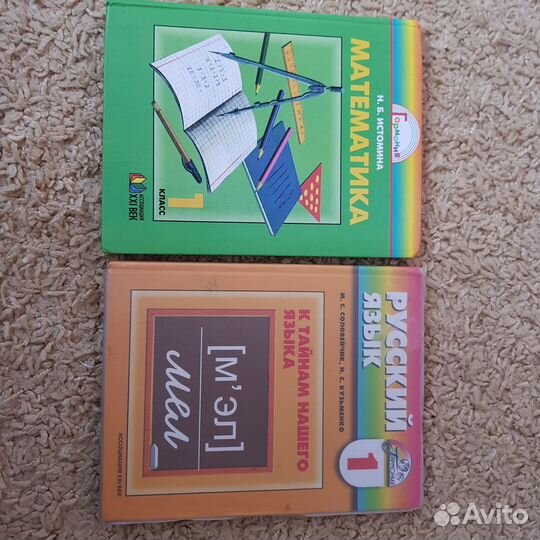 Гармония
Н. Б. ИСТОМИНА
МАТЕМАТИКА
1
КЛАСС
АССОЦИАЦИЯ
XXI ВЕК
М. С. СОЛОВЕЙЧИК, Н. С. КУЗЬМЕНКО
РУССКИЙ
ЯЗЫК
1
Гармония
К ТАЙНАМ НАШЕГО
ЯЗЫКА
[м’эл]
мел
АССОЦИАЦИЯ XXI ВЕК
Avito